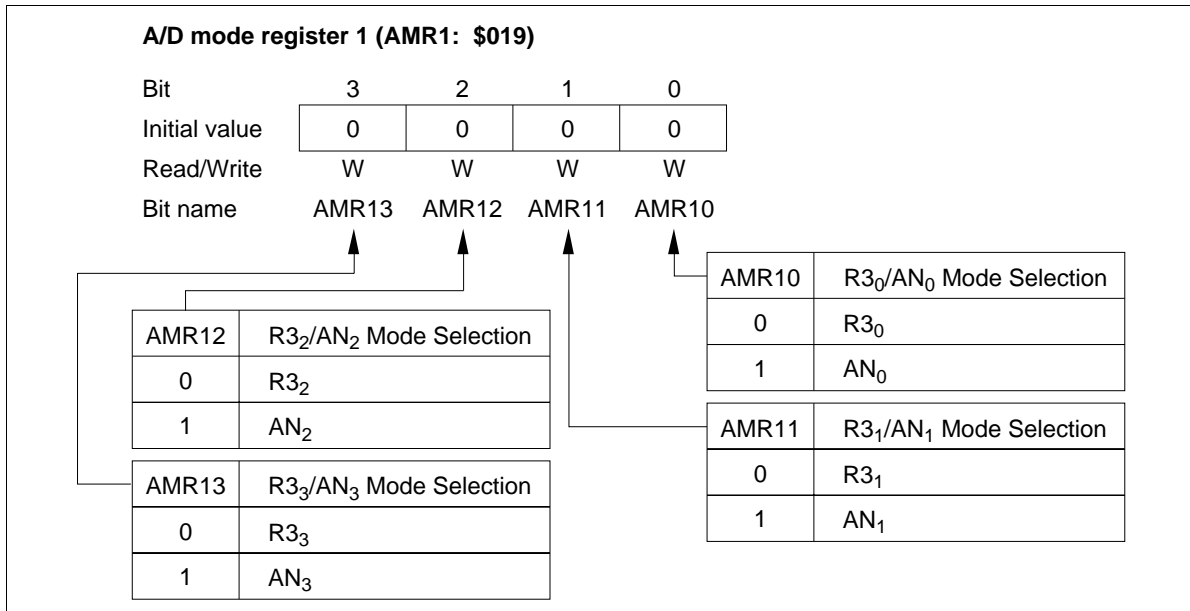 A/D mode register 1 (AMR1: $019)
Bit 3 2 1 0
Initial value 0 0 0 0
Read/Write W W W W
Bit name AMR13 AMR12 AMR11 AMR10
AMR10 R3₀/AN₀ Mode Selection
0 R3₀
1 AN₀
AMR12 R3₂/AN₂ Mode Selection
0 R3₂
1 AN₂
AMR11 R3₁/AN₁ Mode Selection
0 R3₁
1 AN₁
AMR13 R3₃/AN₃ Mode Selection
0 R3₃
1 AN₃